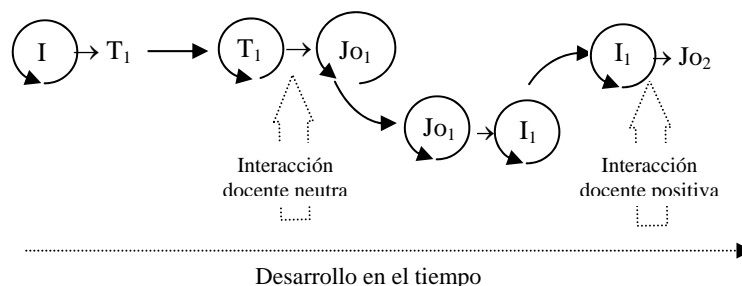 I → T₁ T₁ → Jo₁ I₁ → Jo₂
Jo₁ → I₁
Interacción
docente neutra
Interacción
docente positiva
Desarrollo en el tiempo